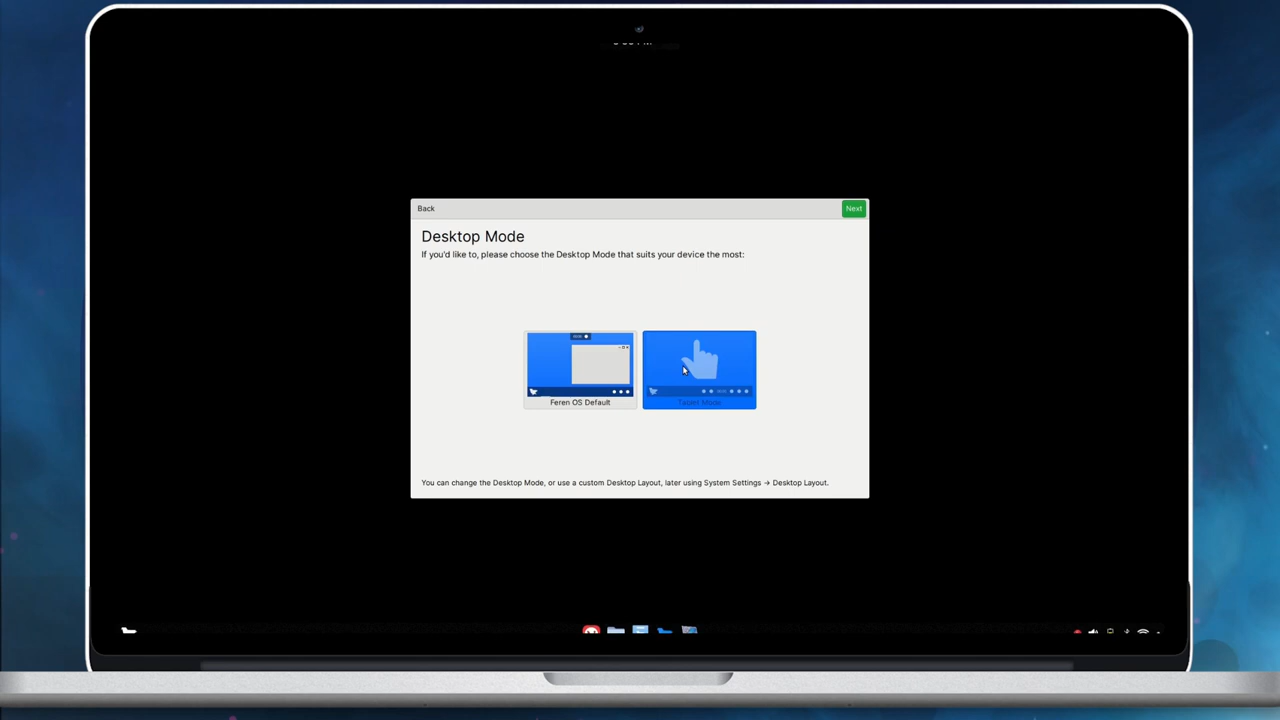 Back
Next
Desktop Mode
If you'd like to, please choose the Desktop Mode that suits your device the most:
Feren OS Default
Tablet Mode
You can change the Desktop Mode, or use a custom Desktop Layout, later using System Settings → Desktop Layout.